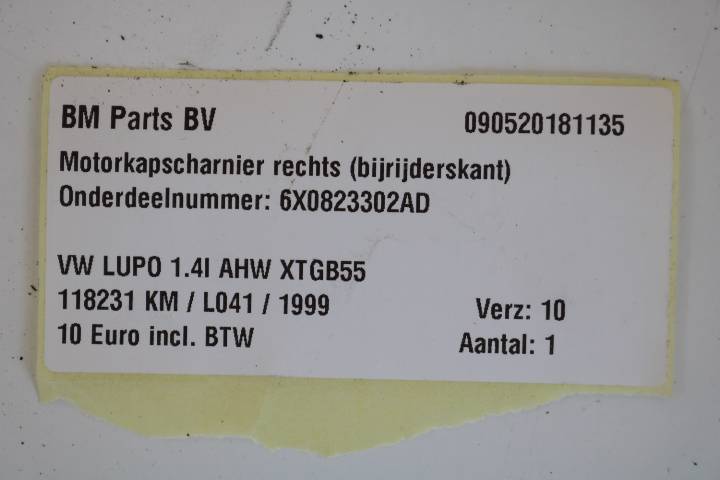 BM Parts BV 090520181135
Motorkapscharnier rechts (bijrijderskant)
Onderdeelnummer: 6X0823302AD
VW LUPO 1.4I AHW XTGB55
118231 KM / L041 / 1999 Verz: 10
10 Euro incl. BTW Aantal: 1